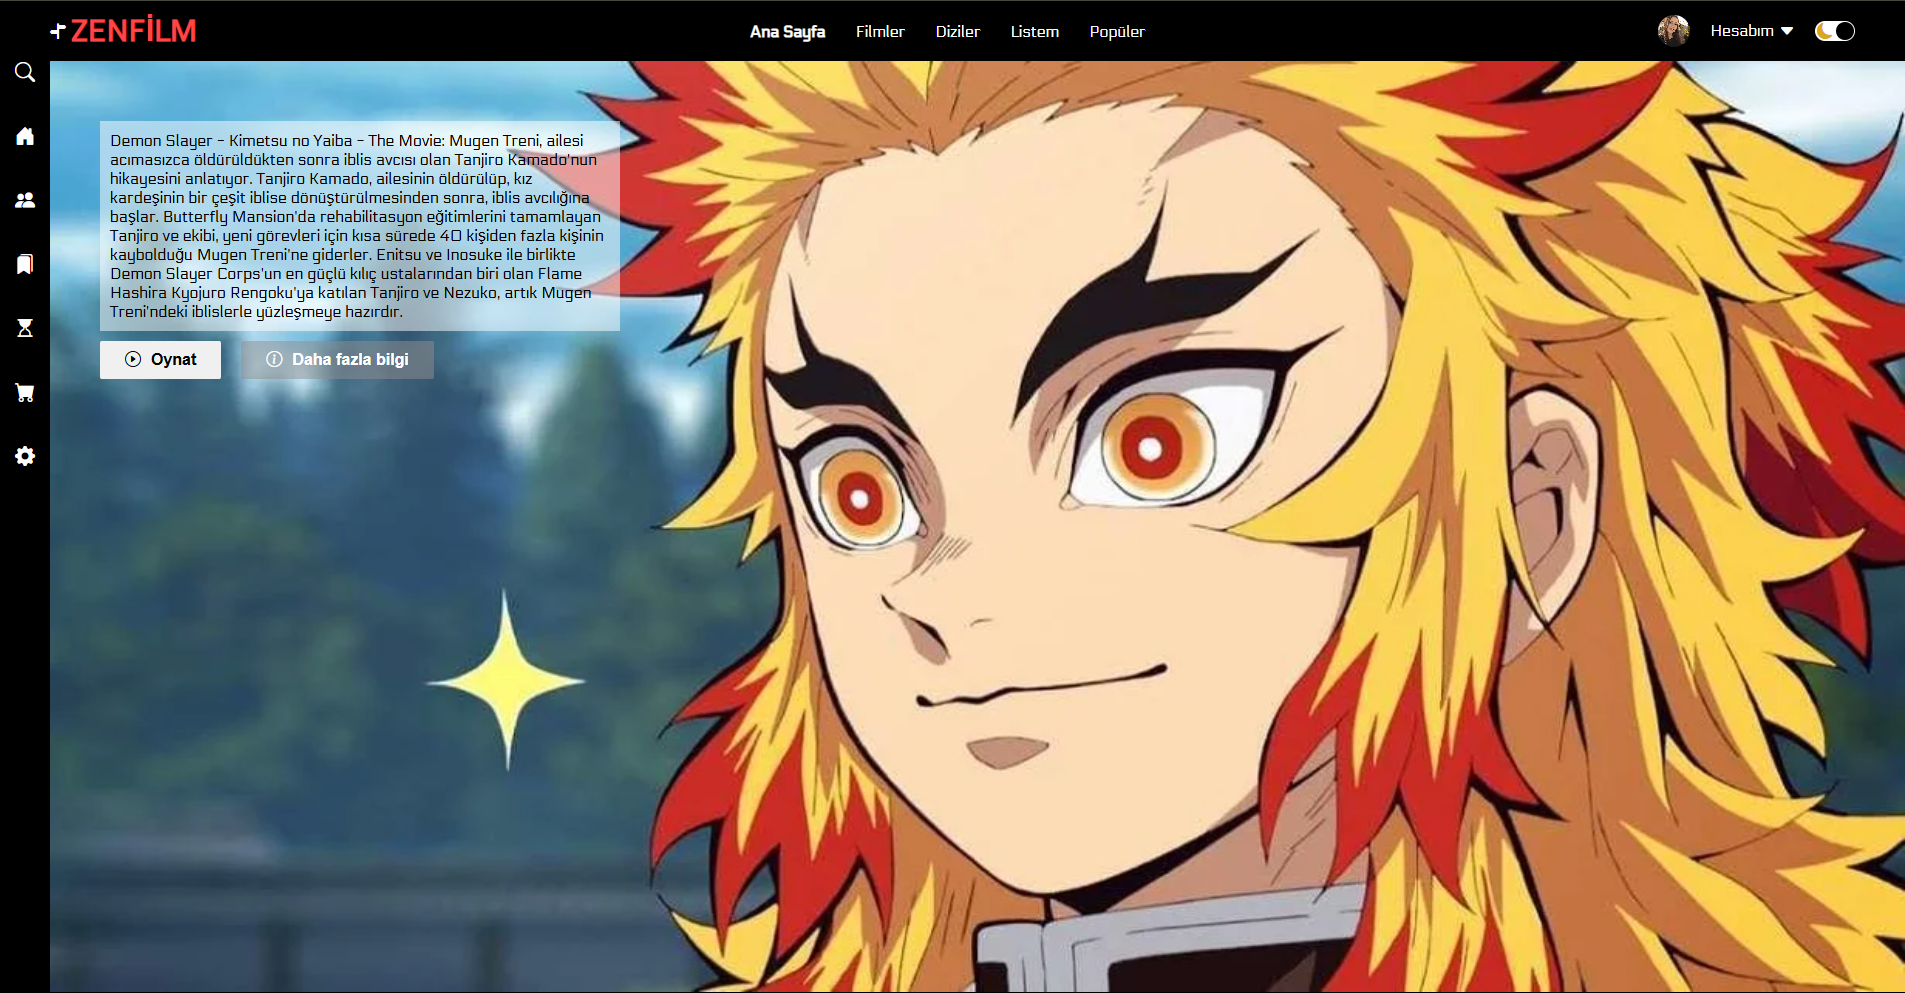 ZENFİLM
Ana Sayfa Filmler Diziler Listem Popüler
Hesabım
Demon Slayer - Kimetsu no Yaiba - The Movie: Mugen Treni, ailesi
acımasızca öldürüldükten sonra iblis avcısı olan Tanjiro Kamado'nun
hikayesini anlatıyor. Tanjiro Kamado, ailesinin öldürülüp, kız
kardeşinin bir çeşit iblise dönüştürülmesinden sonra, iblis avcılığına
başlar. Butterfly Mansion'da rehabilitasyon eğitimlerini tamamlayan
Tanjiro ve ekibi, yeni görevleri için kısa sürede 40 kişiden fazla kişinin
kaybolduğu Mugen Treni'ne giderler. Enitsu ve Inosuke ile birlikte
Demon Slayer Corps'un en güçlü kılıç ustalarından biri olan Flame
Hashira Kyojuro Rengoku'ya katılan Tanjiro ve Nezuko, artık Mugen
Treni'ndeki iblislerle yüzleşmeye hazırdır.
Oynat Daha fazla bilgi